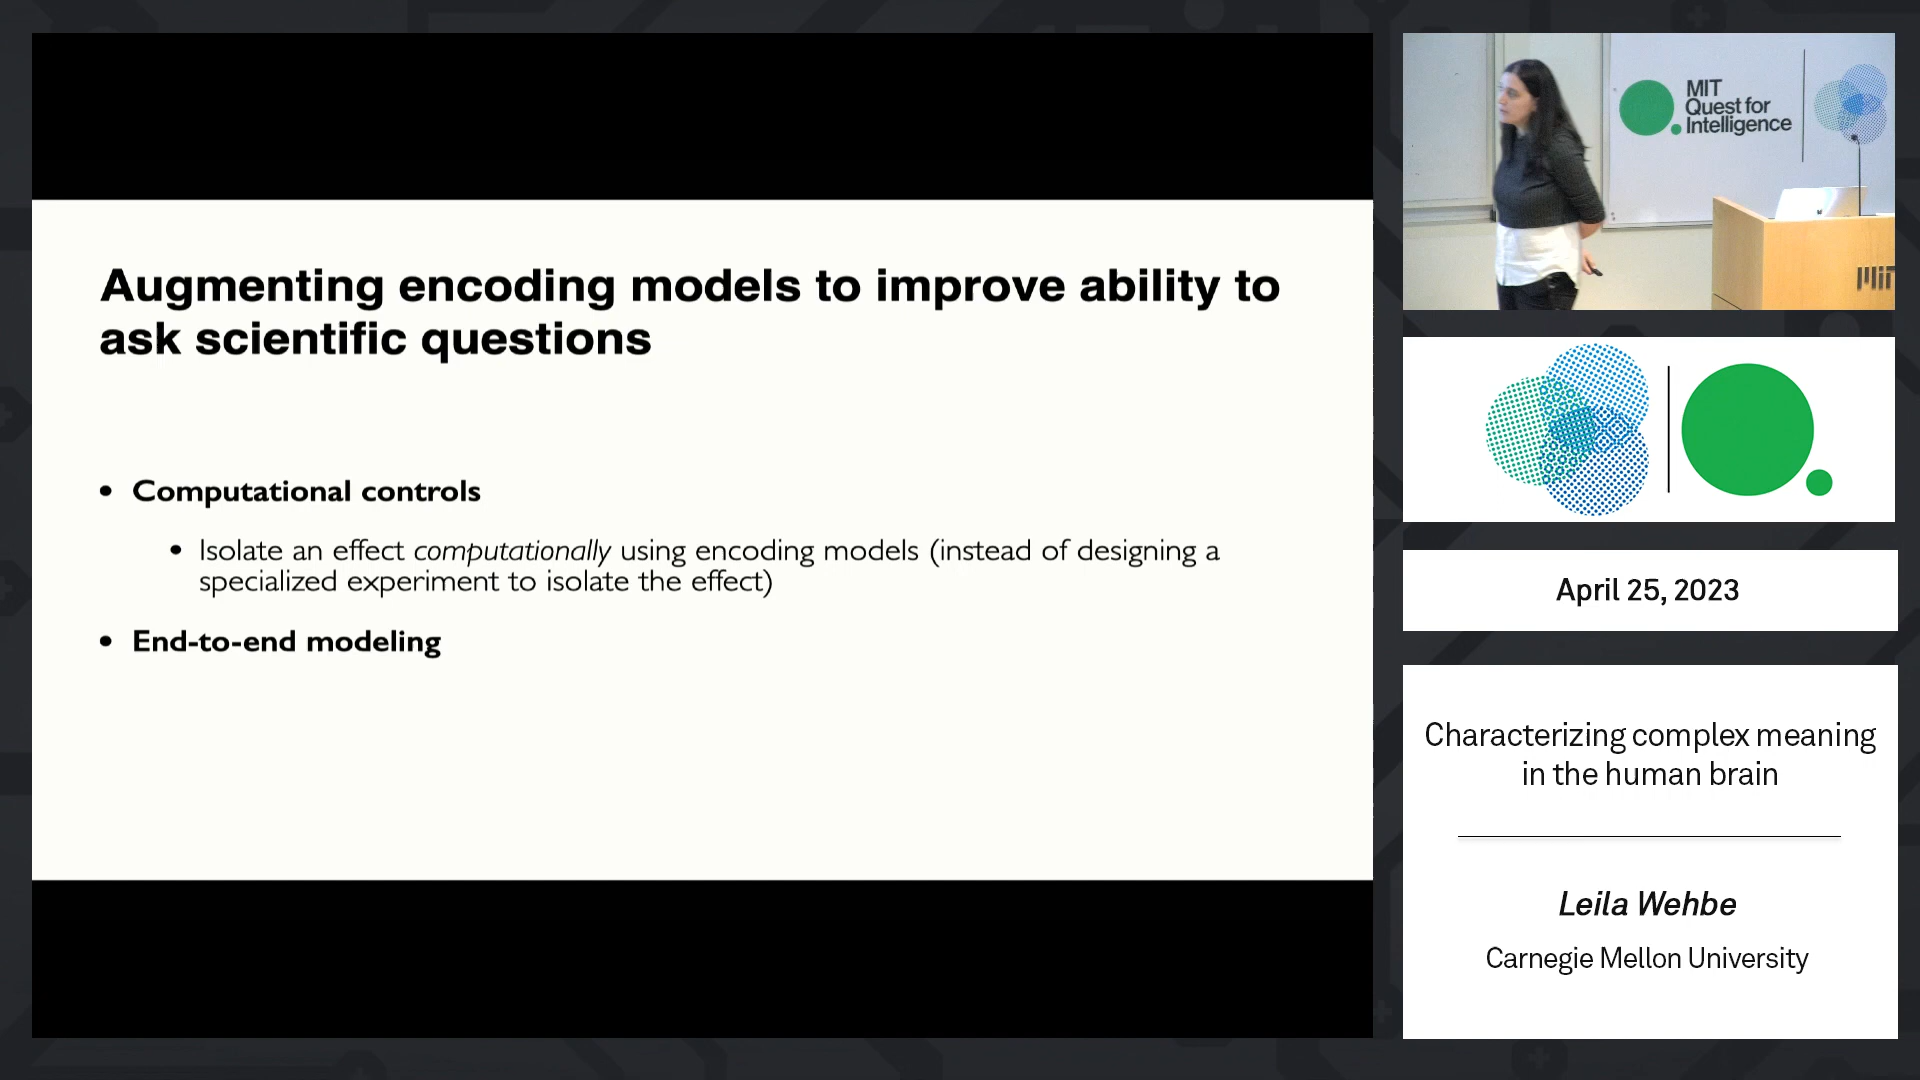 Augmenting encoding models to improve ability to
ask scientific questions
• Computational controls
• Isolate an effect computationally using encoding models (instead of designing a
specialized experiment to isolate the effect)
• End-to-end modeling
MIT
Quest for
Intelligence
MIT
April 25, 2023
Characterizing complex meaning
in the human brain
Leila Wehbe
Carnegie Mellon University